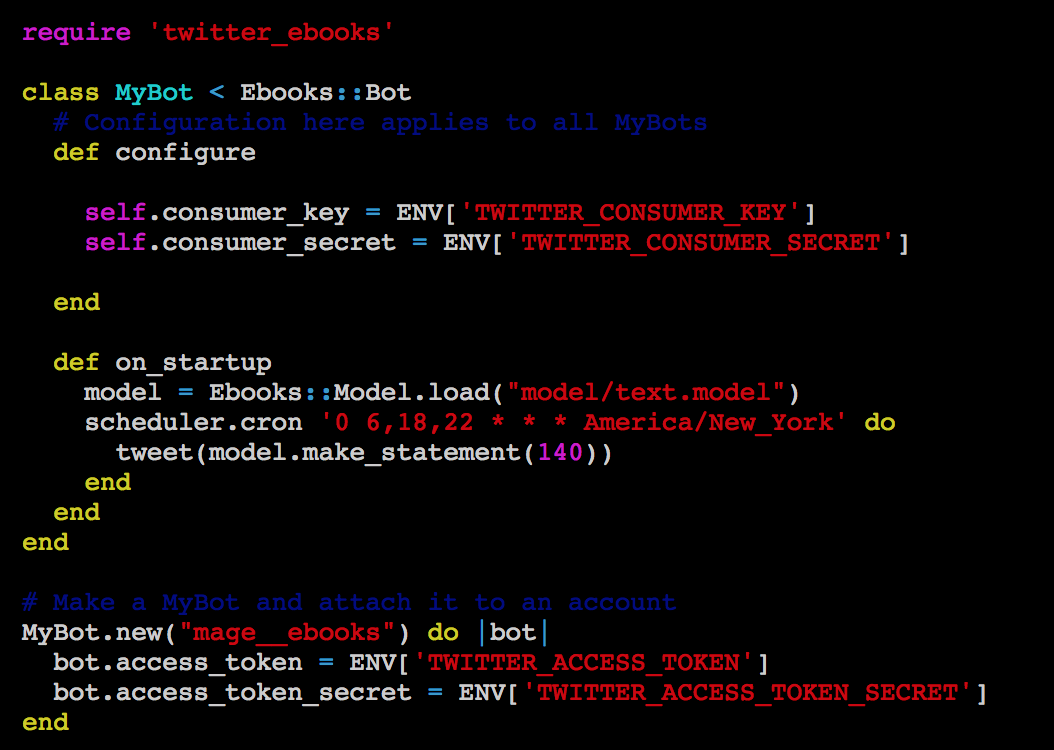 require 'twitter_ebooks'

class MyBot < Ebooks::Bot
  # Configuration here applies to all MyBots
  def configure

    self.consumer_key = ENV['TWITTER_CONSUMER_KEY']
    self.consumer_secret = ENV['TWITTER_CONSUMER_SECRET']

  end

  def on_startup
    model = Ebooks::Model.load("model/text.model")
    scheduler.cron '0 6,18,22 * * * America/New_York' do
      tweet(model.make_statement(140))
    end
  end
end

# Make a MyBot and attach it to an account
MyBot.new("mage__ebooks") do |bot|
  bot.access_token = ENV['TWITTER_ACCESS_TOKEN']
  bot.access_token_secret = ENV['TWITTER_ACCESS_TOKEN_SECRET']
end